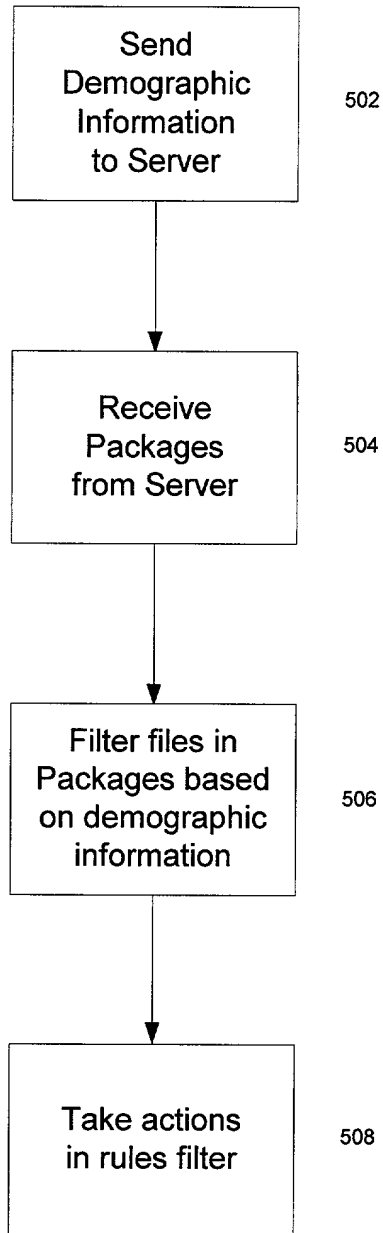 Send
Demographic
Information
to Server
502
Receive
Packages
from Server
504
Filter files in
Packages based
on demographic
information
506
Take actions
in rules filter
508